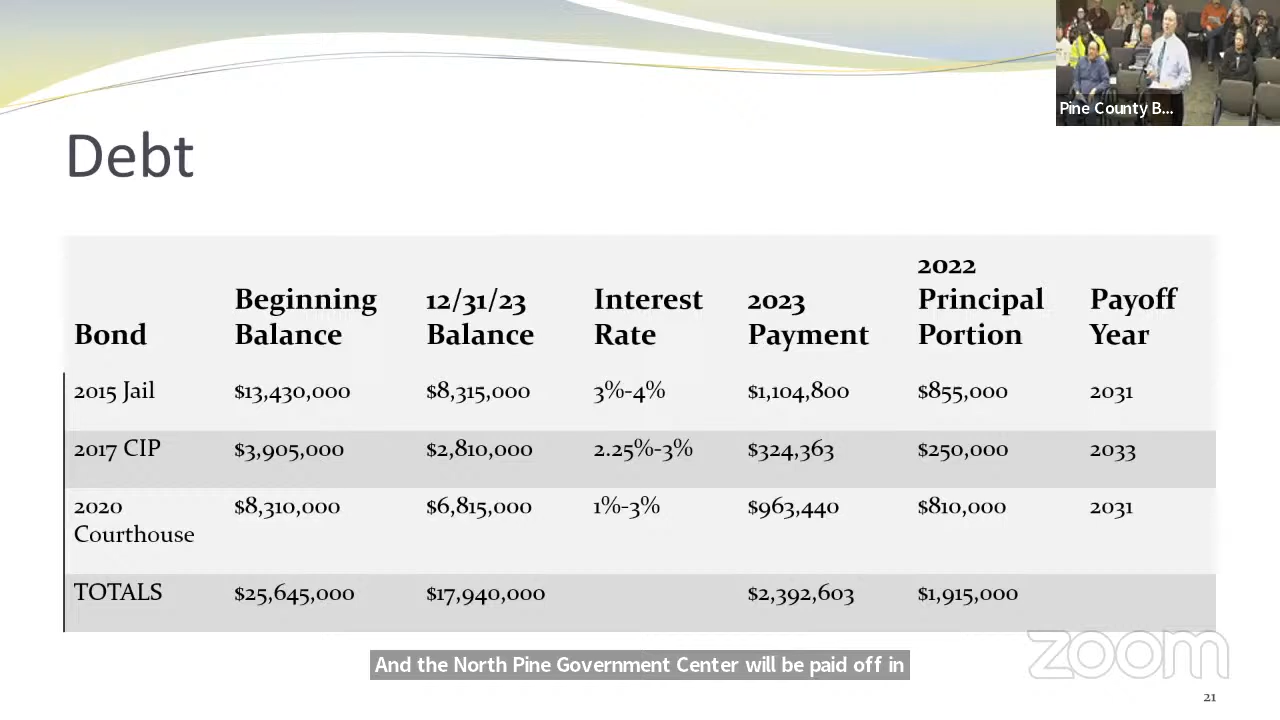 Pine County B...
Debt
Bond
Beginning
Balance
12/31/23
Balance
Interest
Rate
2023
Payment
2022
Principal
Portion
Payoff
Year
2015 Jail $13,430,000 $8,315,000 3%-4% $1,104,800 $855,000 2031
2017 CIP $3,905,000 $2,810,000 2.25%-3% $324,363 $250,000 2033
2020
Courthouse
$8,310,000 $6,815,000 1%-3% $963,440 $810,000 2031
TOTALS $25,645,000 $17,940,000 $2,392,603 $1,915,000
And the North Pine Government Center will be paid off in
zoom
21